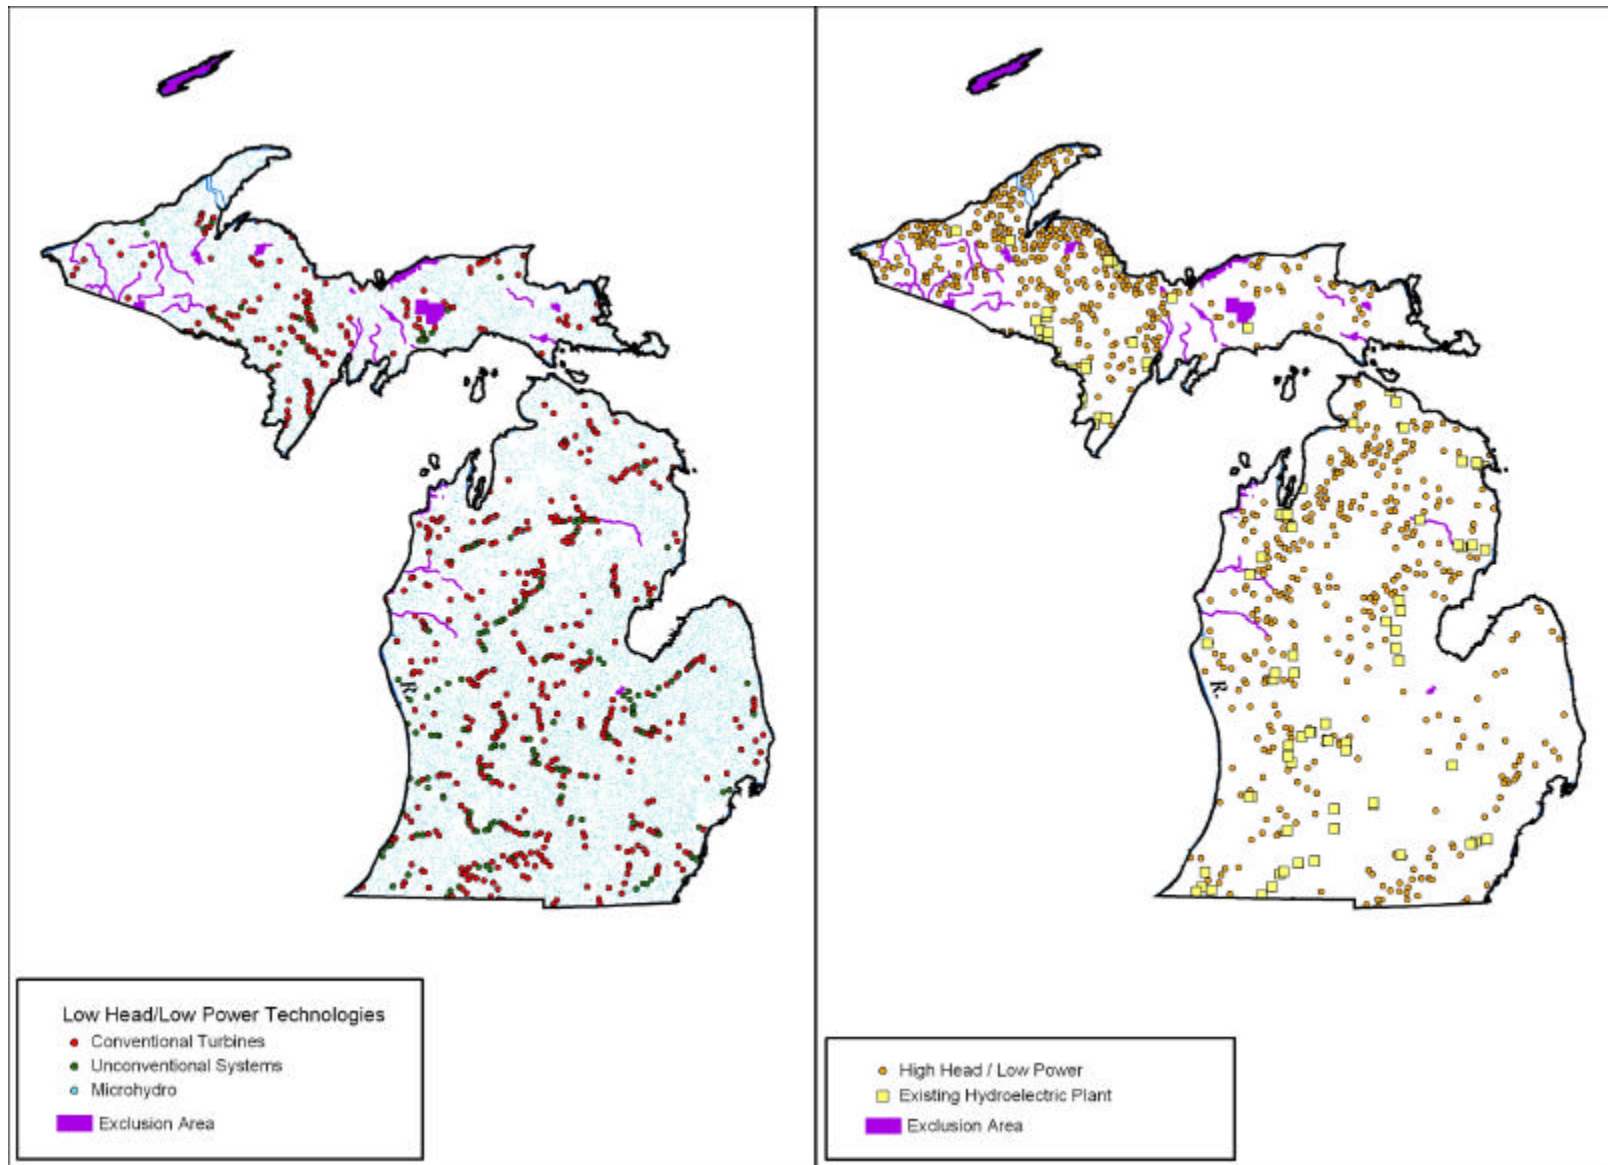 R.
R.
Low Head/Low Power Technologies
Conventional Turbines
Unconventional Systems
Microhydro
Exclusion Area
High Head / Low Power
Existing Hydroelectric Plant
Exclusion Area